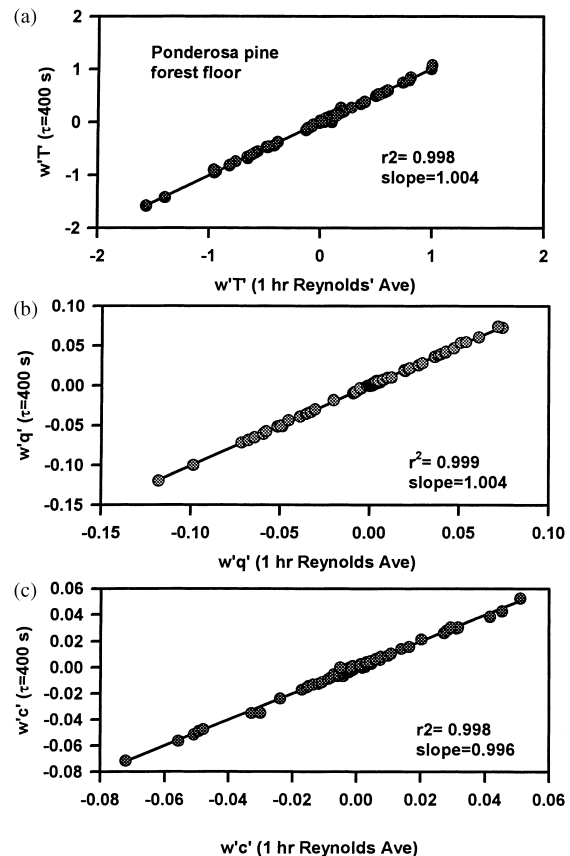 (a)
2
1
0
-1
-2
w'T' (τ=400 s)
Ponderosa pine
forest floor
r2= 0.998
slope=1.004
-2 -1 0 1 2
w'T' (1 hr Reynolds' Ave)
(b)
0.10
0.05
0.00
-0.05
-0.10
-0.15
w'q' (τ=400 s)
r²= 0.999
slope=1.004
-0.15 -0.10 -0.05 0.00 0.05 0.10
w'q' (1 hr Reynolds Ave)
(c)
0.06
0.04
0.02
0.00
-0.02
-0.04
-0.06
-0.08
w'c' (τ=400 s)
r2= 0.998
slope=0.996
-0.08 -0.06 -0.04 -0.02 0.00 0.02 0.04 0.06
w'c' (1 hr Reynolds Ave)